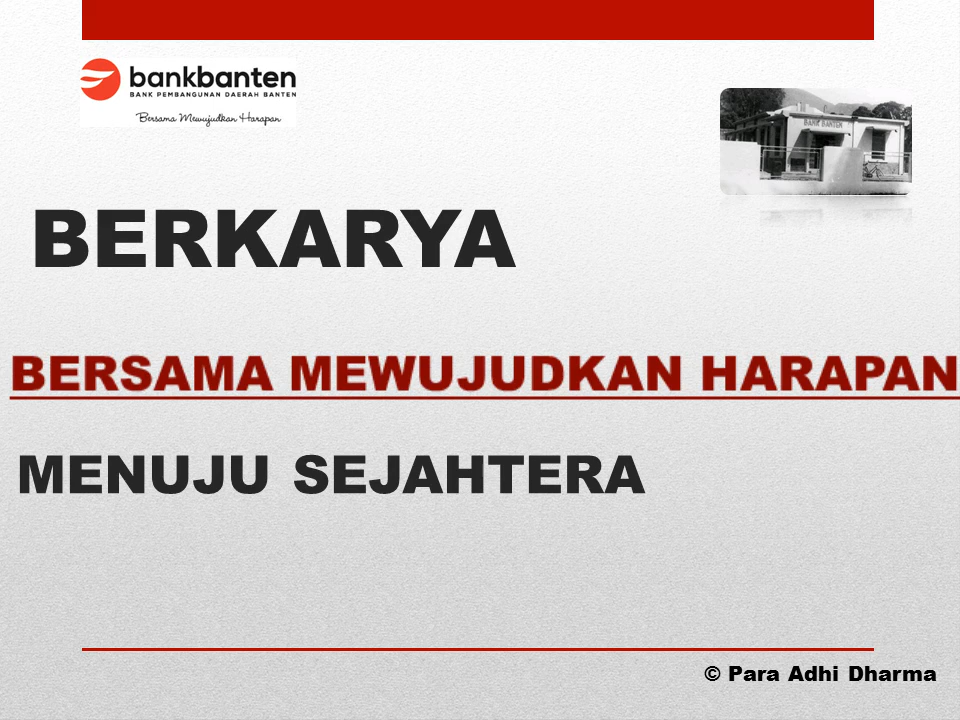 bankbanten
BANK PEMBANGUNAN DAERAH BANTEN
Bersama Mewujudkan Harapan
BANK BANTEN
BERKARYA
BERSAMA MEWUJUDKAN HARAPAN
MENUJU SEJAHTERA
© Para Adhi Dharma